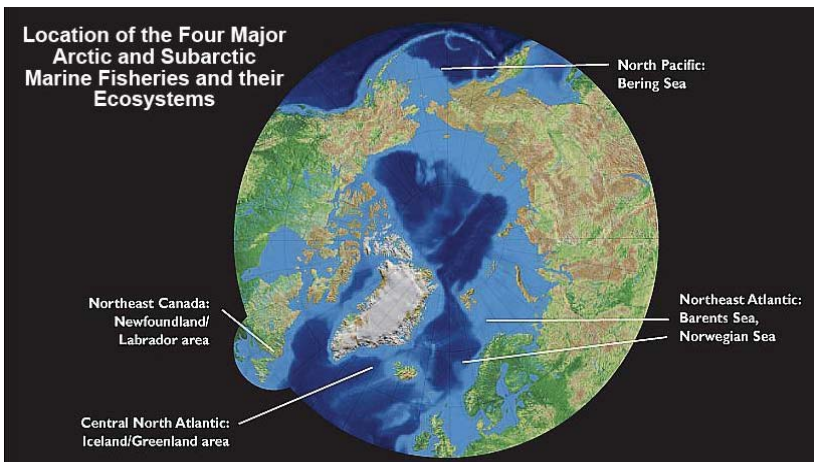 Location of the Four Major
Arctic and Subarctic
Marine Fisheries and their
Ecosystems
North Pacific:
Bering Sea
Northeast Canada:
Newfoundland/
Labrador area
Northeast Atlantic:
Barents Sea,
Norwegian Sea
Central North Atlantic:
Iceland/Greenland area